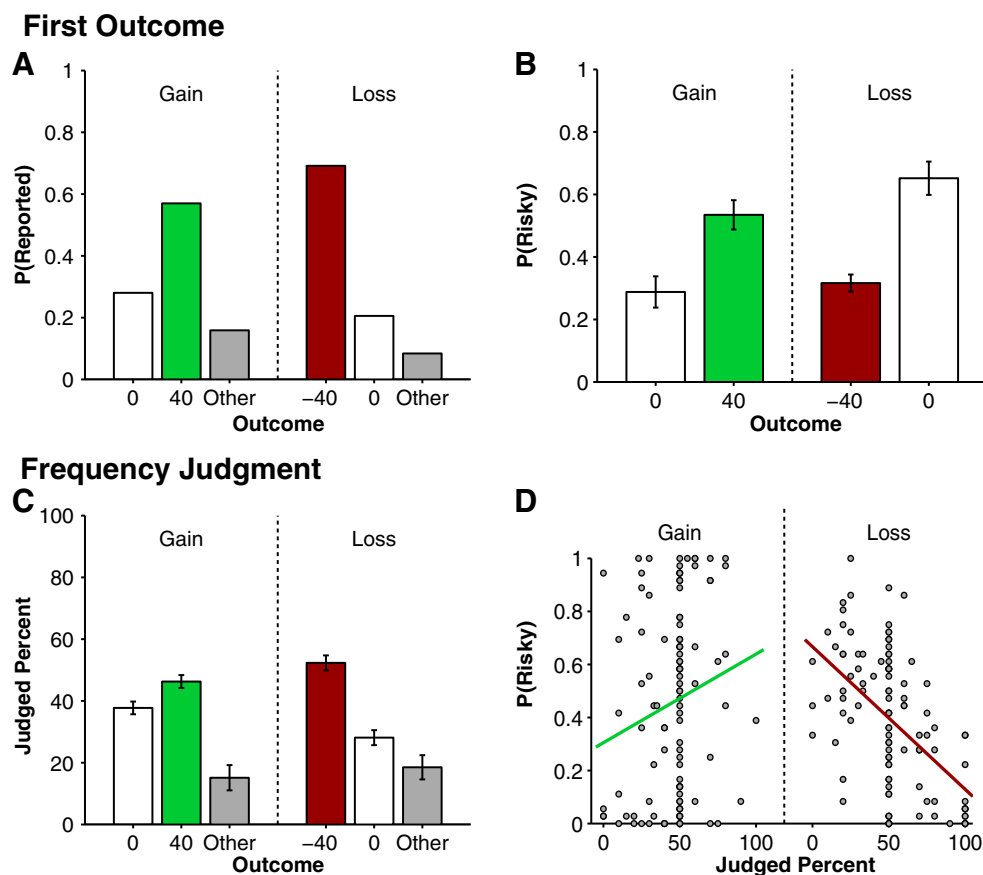 First Outcome
A
Gain
Loss
P(Reported)
1
0.8
0.6
0.4
0.2
0
0 40 Other −40 0 Other
Outcome
B
Gain
Loss
P(Risky)
1
0.8
0.6
0.4
0.2
0
0 40 −40 0
Outcome
Frequency Judgment
C
Gain
Loss
Judged Percent
100
80
60
40
20
0
0 40 Other −40 0 Other
Outcome
D
Gain
Loss
P(Risky)
1
0.8
0.6
0.4
0.2
1
0 50 100 0 50 100
Judged Percent